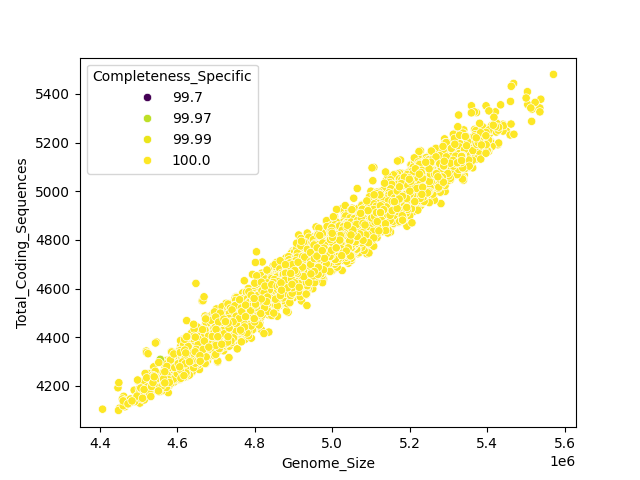 Completeness_Specific
99.7
99.97
99.99
100.0
5400
5200
5000
4800
4600
4400
4200
Total_Coding_Sequences
4.4 4.6 4.8 5.0 5.2 5.4 5.6
1e6
Genome_Size